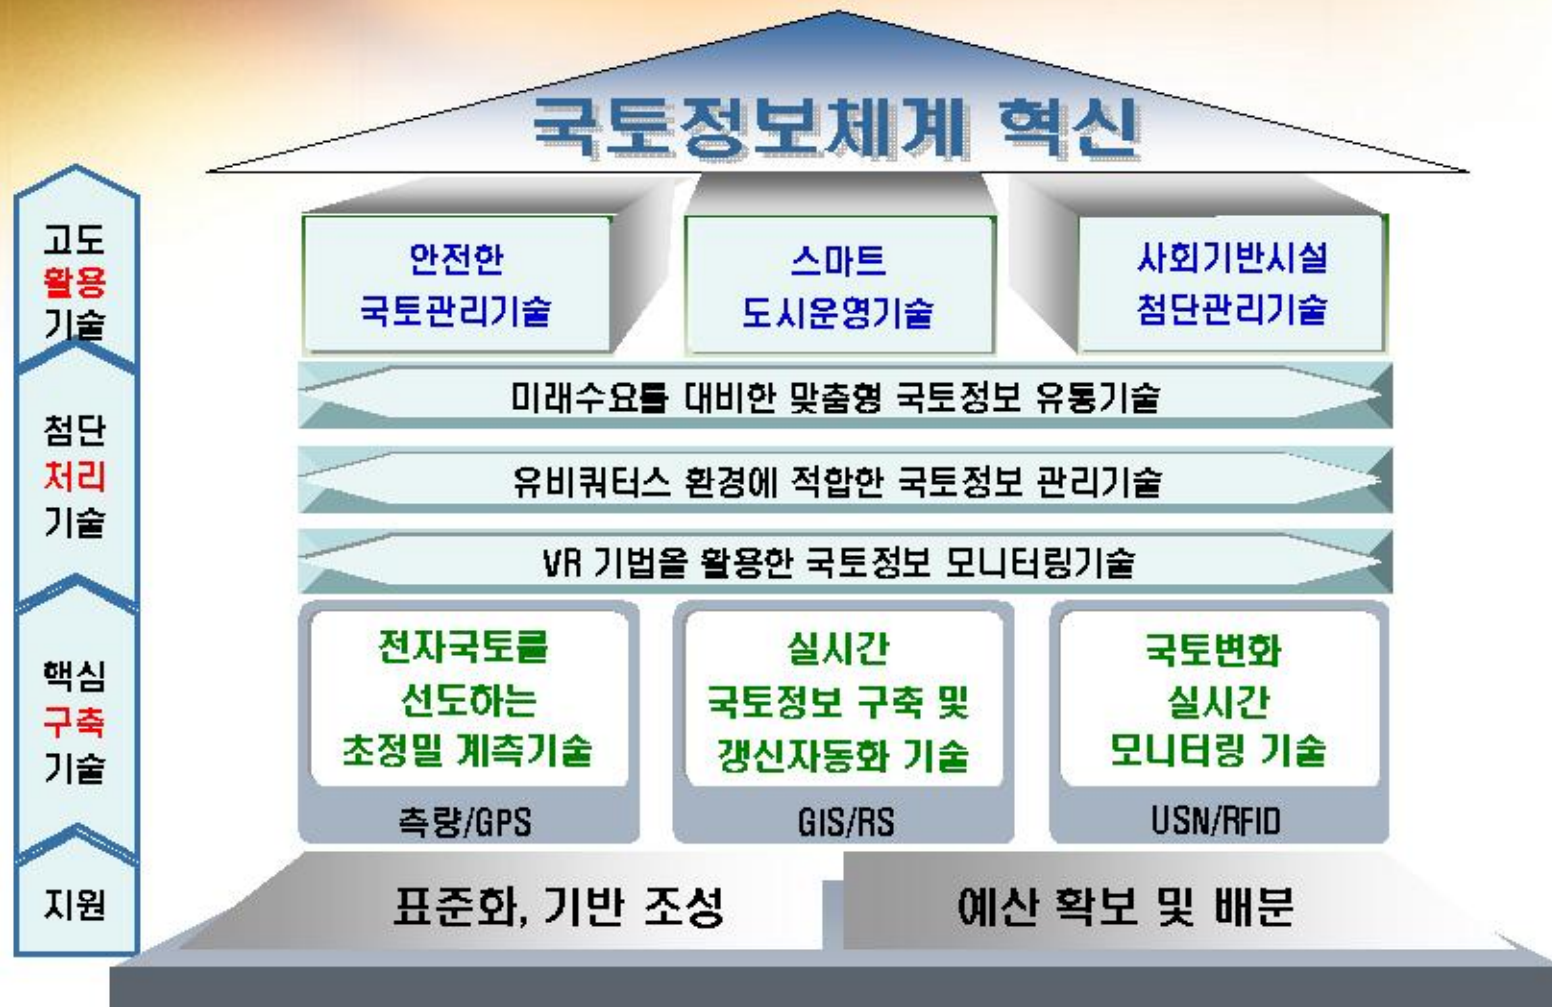 국토정보체계 혁신
고도
활용
기술
안전한
국토관리기술
스마트
도시운영기술
사회기반시설
첨단관리기술
첨단
처리
기술
미래수요를 대비한 맞춤형 국토정보 유통기술
유비쿼터스 환경에 적합한 국토정보 관리기술
VR 기법을 활용한 국토정보 모니터링기술
핵심
구축
기술
전자국토를
선도하는
초정밀 계측기술
측량/GPS
실시간
국토정보 구축 및
갱신자동화 기술
GIS/RS
국토변화
실시간
모니터링 기술
USN/RFID
지원
표준화, 기반 조성
예산 확보 및 배분